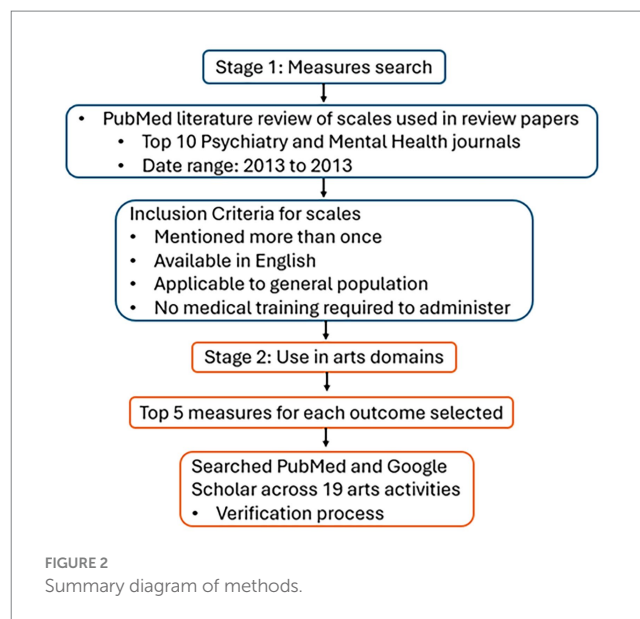 Stage 1: Measures search
• PubMed literature review of scales used in review papers
• Top 10 Psychiatry and Mental Health journals
• Date range: 2013 to 2013
Inclusion Criteria for scales
• Mentioned more than once
• Available in English
• Applicable to general population
• No medical training required to administer
Stage 2: Use in arts domains
Top 5 measures for each outcome selected
Searched PubMed and Google
Scholar across 19 arts activities
• Verification process
FIGURE 2
Summary diagram of methods.